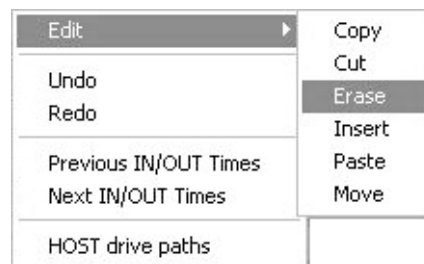 Edit
Undo
Redo
Previous IN/OUT Times
Next IN/OUT Times
HOST drive paths
Copy
Cut
Erase
Insert
Paste
Move